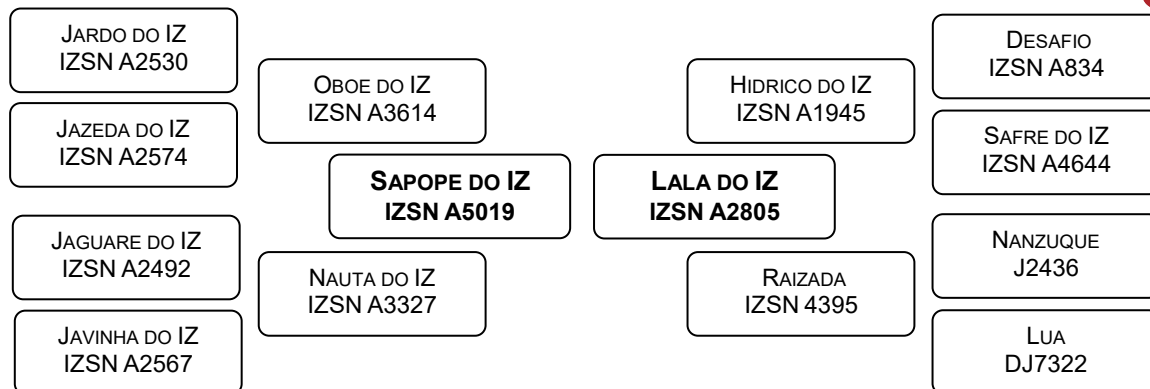 Jardo do IZ
IZSN A2530
Jazeda do IZ
IZSN A2574
Jaguare do IZ
IZSN A2492
Javinha do IZ
IZSN A2567
Oboe do IZ
IZSN A3614
Nauta do IZ
IZSN A3327
Sapope do IZ
IZSN A5019
Lala do IZ
IZSN A2805
Hidrico do IZ
IZSN A1945
Raizada
IZSN 4395
Desafio
IZSN A834
Safre do IZ
IZSN A4644
Nanzuque
J2436
Lua
DJ7322